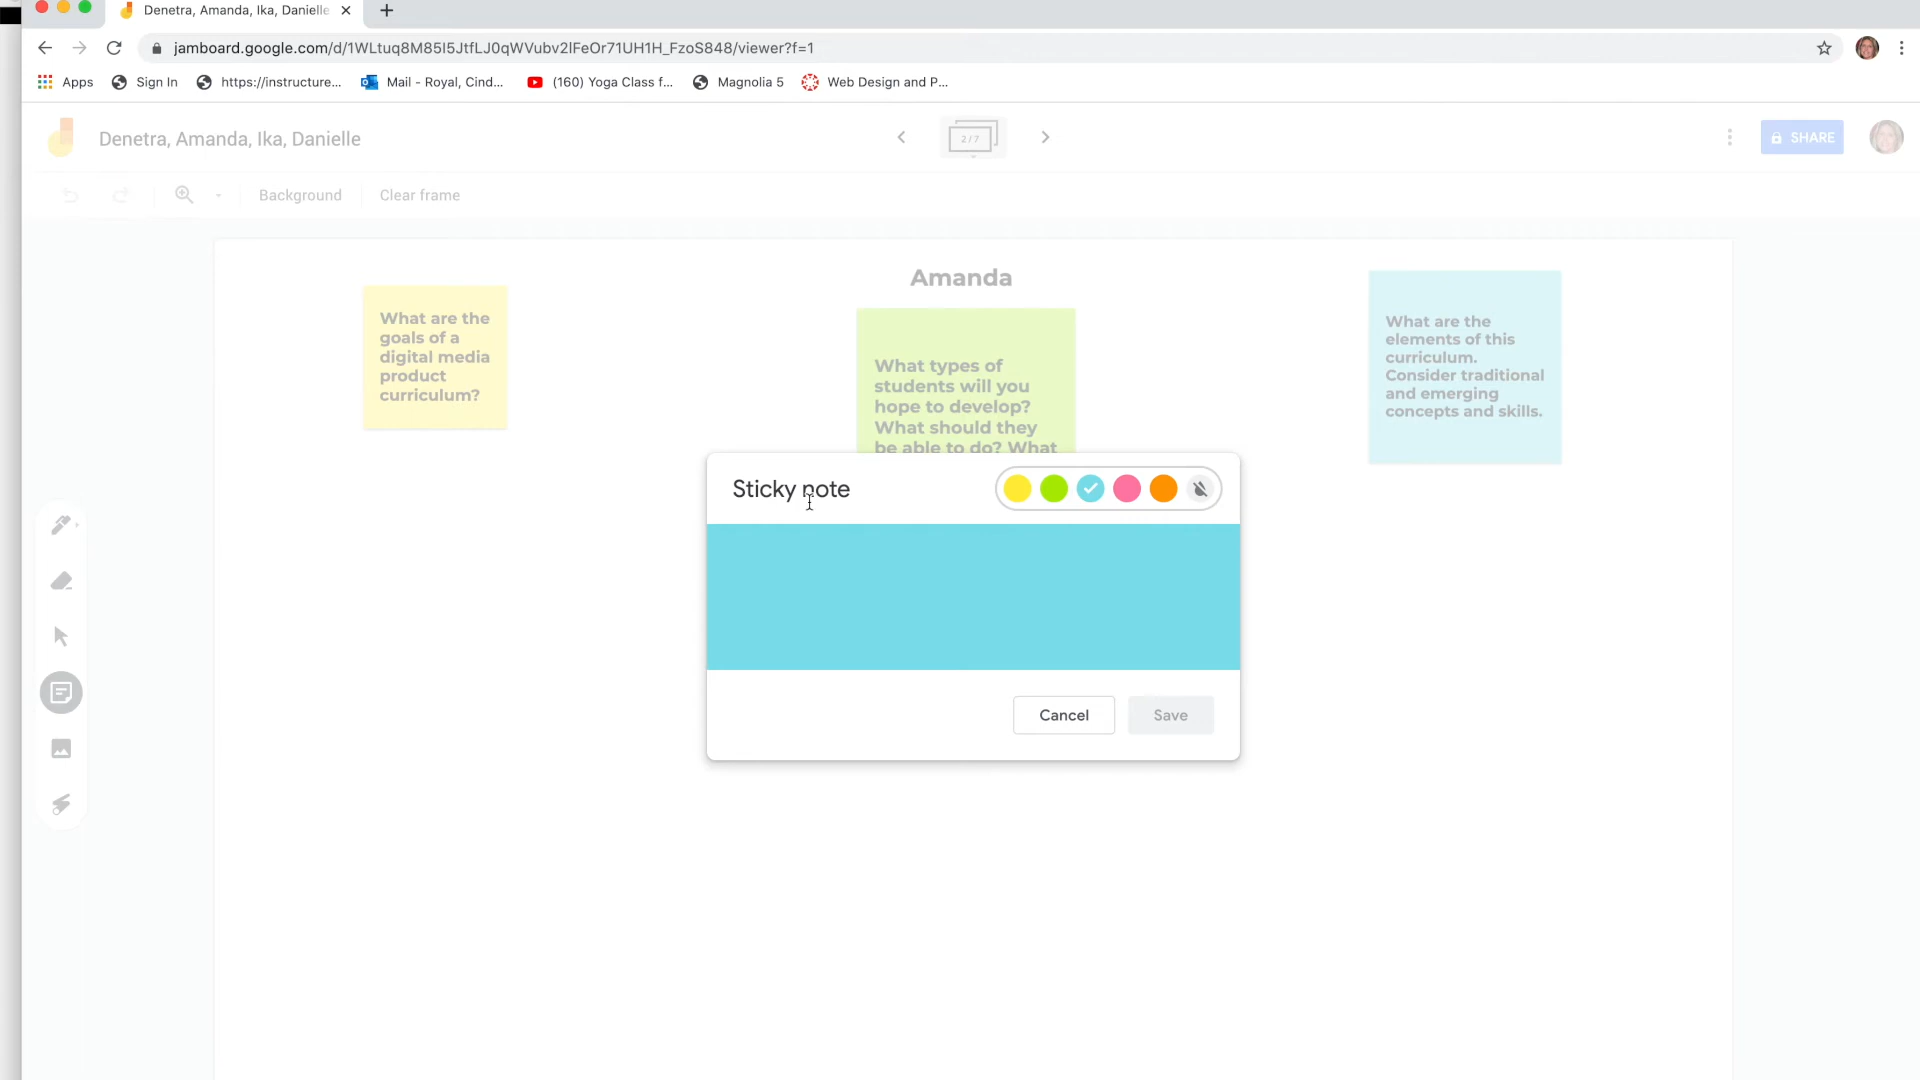 Denetra, Amanda, Ika, Danielle
jamboard.google.com/d/1WLtuq8M85I5JtfLJ0qWVubv2lFeOr71UH1H_FzoS848/viewer?f=1
Apps
Sign In
https://instructure...
Mail - Royal, Cind...
(160) Yoga Class f...
Magnolia 5
Web Design and P...
Denetra, Amanda, Ika, Danielle
2 / 7
SHARE
Background
Clear frame
Amanda
What are the
goals of a
digital media
product
curriculum?
What types of
students will you
hope to develop?
What should they
be able to do? What
What are the
elements of this
curriculum.
Consider traditional
and emerging
concepts and skills.
Sticky note
Cancel
Save